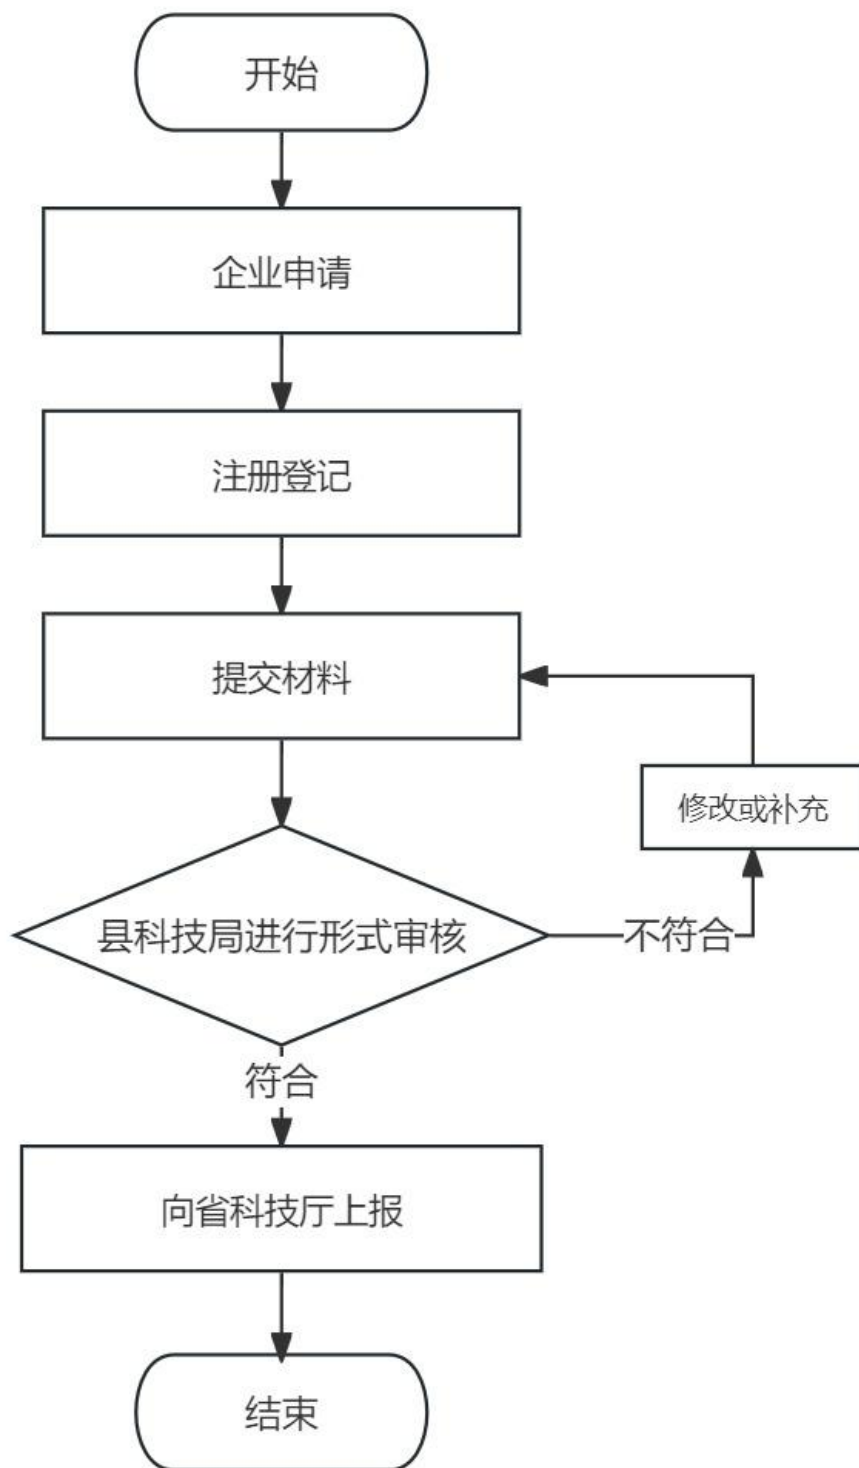 开始
企业申请
注册登记
提交材料
修改或补充
县科技局进行形式审核
不符合
符合
向省科技厅上报
结束